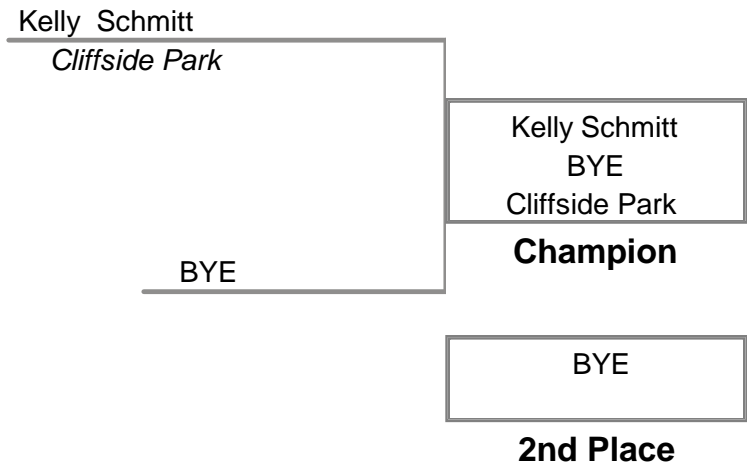 Kelly Schmitt
Cliffside Park
Kelly Schmitt
BYE
Cliffside Park
Champion
BYE
BYE
2nd Place